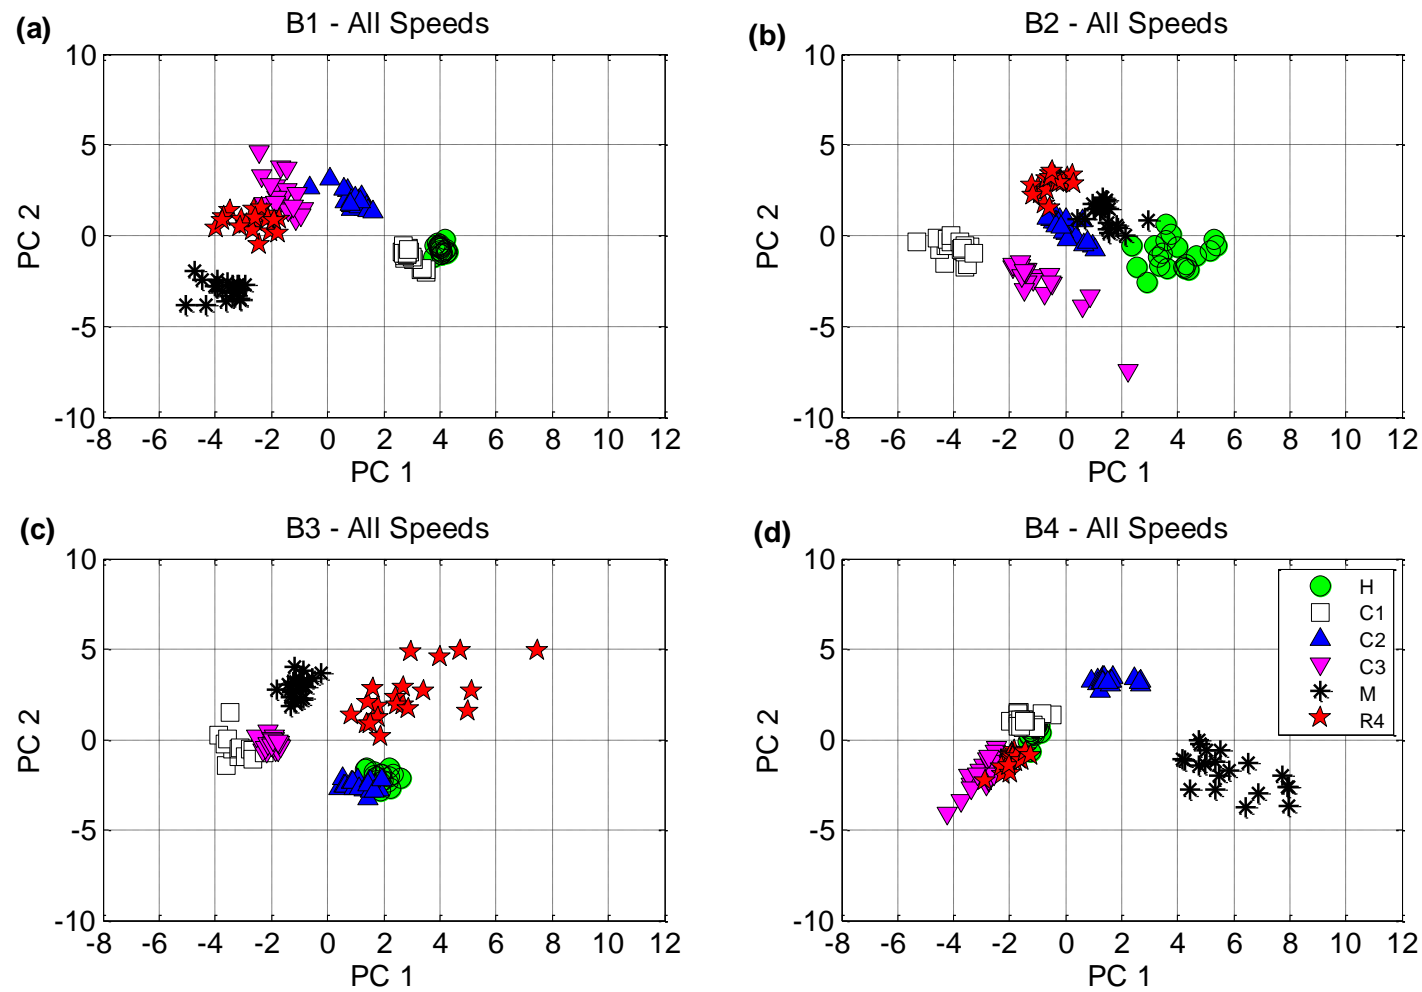 (a)
B1 - All Speeds
10
5
0
-5
-10
PC 2
-8 -6 -4 -2 0 2 4 6 8 10 12
PC 1
(b)
B2 - All Speeds
10
5
0
-5
-10
PC 2
-8 -6 -4 -2 0 2 4 6 8 10 12
PC 1
(c)
B3 - All Speeds
10
5
0
-5
-10
PC 2
-8 -6 -4 -2 0 2 4 6 8 10 12
PC 1
(d)
B4 - All Speeds
10
5
0
-5
-10
PC 2
H
C1
C2
C3
M
R4
-8 -6 -4 -2 0 2 4 6 8 10 12
PC 1